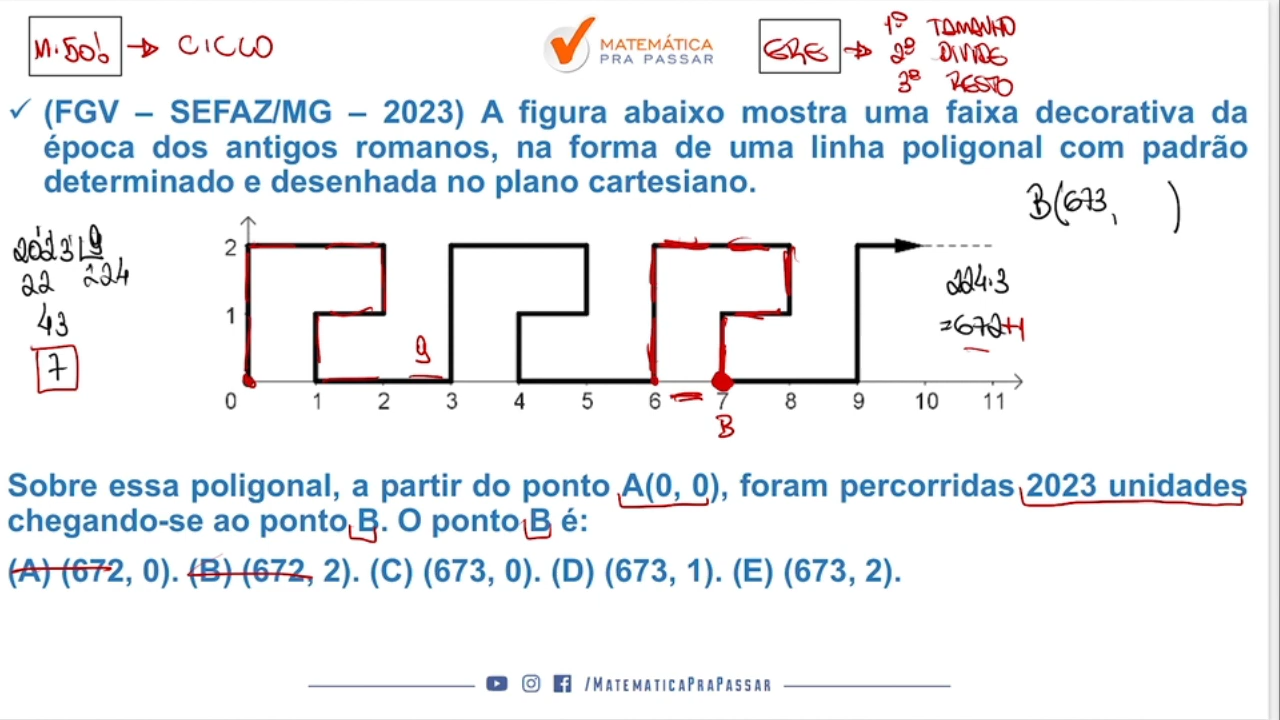 M.50! → CICLO
MATEMÁTICA
PRA PASSAR
GRG → 1º TAMANHO
2º DIVIDE
3º RESTO
✓ (FGV – SEFAZ/MG – 2023) A figura abaixo mostra uma faixa decorativa da
época dos antigos romanos, na forma de uma linha poligonal com padrão
determinado e desenhada no plano cartesiano.
B(673, )
2023 9
22 224
43
7
2
1
9
224.3
=672+1
0 1 2 3 4 5 6 7 8 9 10 11
B
Sobre essa poligonal, a partir do ponto A(0, 0), foram percorridas 2023 unidades
chegando-se ao ponto B. O ponto B é:
(A) (672, 0). (B) (672, 2). (C) (673, 0). (D) (673, 1). (E) (673, 2).
/MATEMATICAPRAPASSAR